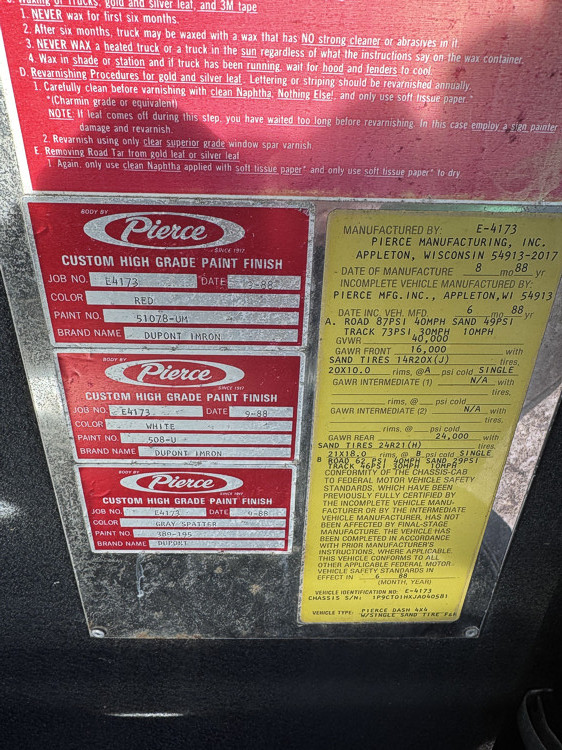 Waxing of Trucks, gold and silver leaf, and 3M tape
1. NEVER wax for first six months.
2. After six months, truck may be waxed with a wax that has NO strong cleaner or abrasives in it.
3. NEVER WAX a heated truck or a truck in the sun regardless of what the instructions say on the wax container.
4. Wax in shade or station and if truck has been running, wait for hood and fenders to cool.
D. Revarnishing Procedures for gold and silver leaf. Lettering or striping should be revarnished annually.
1. Carefully clean before varnishing with clean Naphtha, Nothing Else!, and only use soft tissue paper.*
*(Charmin grade or equivalent)
NOTE: If leaf comes off during this step, you have waited too long before revarnishing. In this case employ a sign painter
damage and revarnish.
2. Revarnish using only clear superior grade window spar varnish.
E. Removing Road Tar from gold leaf or silver leaf
1. Again, only use clean Naphtha applied with soft tissue paper* and only use soft tissue paper* to dry.
BODY BY
Pierce
SINCE 1917
CUSTOM HIGH GRADE PAINT FINISH
JOB NO. E4173 DATE 9-88
COLOR RED
PAINT NO. 51078-UM
BRAND NAME DUPONT IMRON
BODY BY
Pierce
SINCE 1917
CUSTOM HIGH GRADE PAINT FINISH
JOB NO. E4173 DATE 9-88
COLOR WHITE
PAINT NO. 508-U
BRAND NAME DUPONT IMRON
BODY BY
Pierce
SINCE 1917
CUSTOM HIGH GRADE PAINT FINISH
JOB NO. E4173 DATE 9-88
COLOR GRAY SPATTER
PAINT NO. 389-195
BRAND NAME DUPONT
MANUFACTURED BY: E-4173
PIERCE MANUFACTURING, INC.
APPLETON, WISCONSIN 54913-2017
DATE OF MANUFACTURE 8 mo 88 yr
INCOMPLETE VEHICLE MANUFACTURED BY:
PIERCE MFG.INC., APPLETON,WI 54913
DATE INC. VEH. MFG. 6 mo 88 yr
A. ROAD 87PSI 40MPH SAND 49PSI
TRACK 73PSI 30MPH 10MPH
GVWR 40,000
GAWR FRONT 16,000 with
SAND TIRES 14R20X(J) tires,
20X10.0 rims, @A psi cold SINGLE
GAWR INTERMEDIATE (1) N/A with
tires,
rims, @ psi cold
GAWR INTERMEDIATE (2) N/A with
tires,
rims, @ psi cold
GAWR REAR 24,000 with
SAND TIRES 24R21(H) tires,
21X18.0 rims, @ B psi cold SINGLE
B ROAD 62 PSI 40MPH SAND 29PSI
TRACK 46PSI 30MPH 10MPH
CONFORMITY OF THE CHASSIS-CAB
TO FEDERAL MOTOR VEHICLE SAFETY
STANDARDS, WHICH HAVE BEEN
PREVIOUSLY FULLY CERTIFIED BY
THE INCOMPLETE VEHICLE MANU-
FACTURER OR BY THE INTERMEDIATE
VEHICLE MANUFACTURER, HAS NOT
BEEN AFFECTED BY FINAL-STAGE
MANUFACTURE. THE VEHICLE HAS
BEEN COMPLETED IN ACCORDANCE
WITH PRIOR MANUFACTURER'S
INSTRUCTIONS, WHERE APPLICABLE.
THIS VEHICLE CONFORMS TO ALL
OTHER APPLICABLE FEDERAL MOTOR
VEHICLE SAFETY STANDARDS IN
EFFECT IN 6 88
(MONTH, YEAR)
VEHICLE IDENTIFICATION NO: E-4173
CHASSIS S/N: 1P9CT01HXJA040581
VEHICLE TYPE: PIERCE DASH 4X4
W/SINGLE SAND TIRE